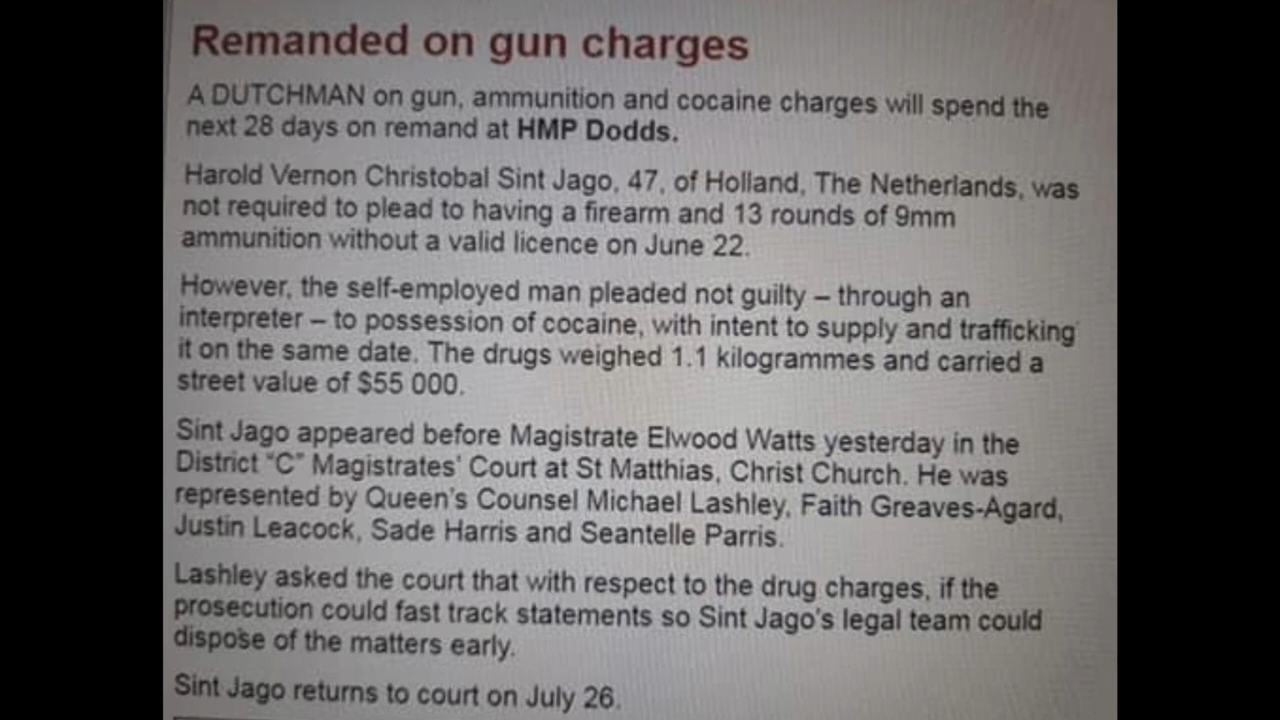 Remanded on gun charges
A DUTCHMAN on gun, ammunition and cocaine charges will spend the
next 28 days on remand at HMP Dodds.
Harold Vernon Christobal Sint Jago, 47, of Holland, The Netherlands, was
not required to plead to having a firearm and 13 rounds of 9mm
ammunition without a valid licence on June 22.
However, the self-employed man pleaded not guilty – through an
interpreter – to possession of cocaine, with intent to supply and trafficking
it on the same date. The drugs weighed 1.1 kilogrammes and carried a
street value of $55 000.
Sint Jago appeared before Magistrate Elwood Watts yesterday in the
District “C” Magistrates’ Court at St Matthias, Christ Church. He was
represented by Queen’s Counsel Michael Lashley, Faith Greaves-Agard,
Justin Leacock, Sade Harris and Seantelle Parris.
Lashley asked the court that with respect to the drug charges, if the
prosecution could fast track statements so Sint Jago’s legal team could
dispose of the matters early.
Sint Jago returns to court on July 26.